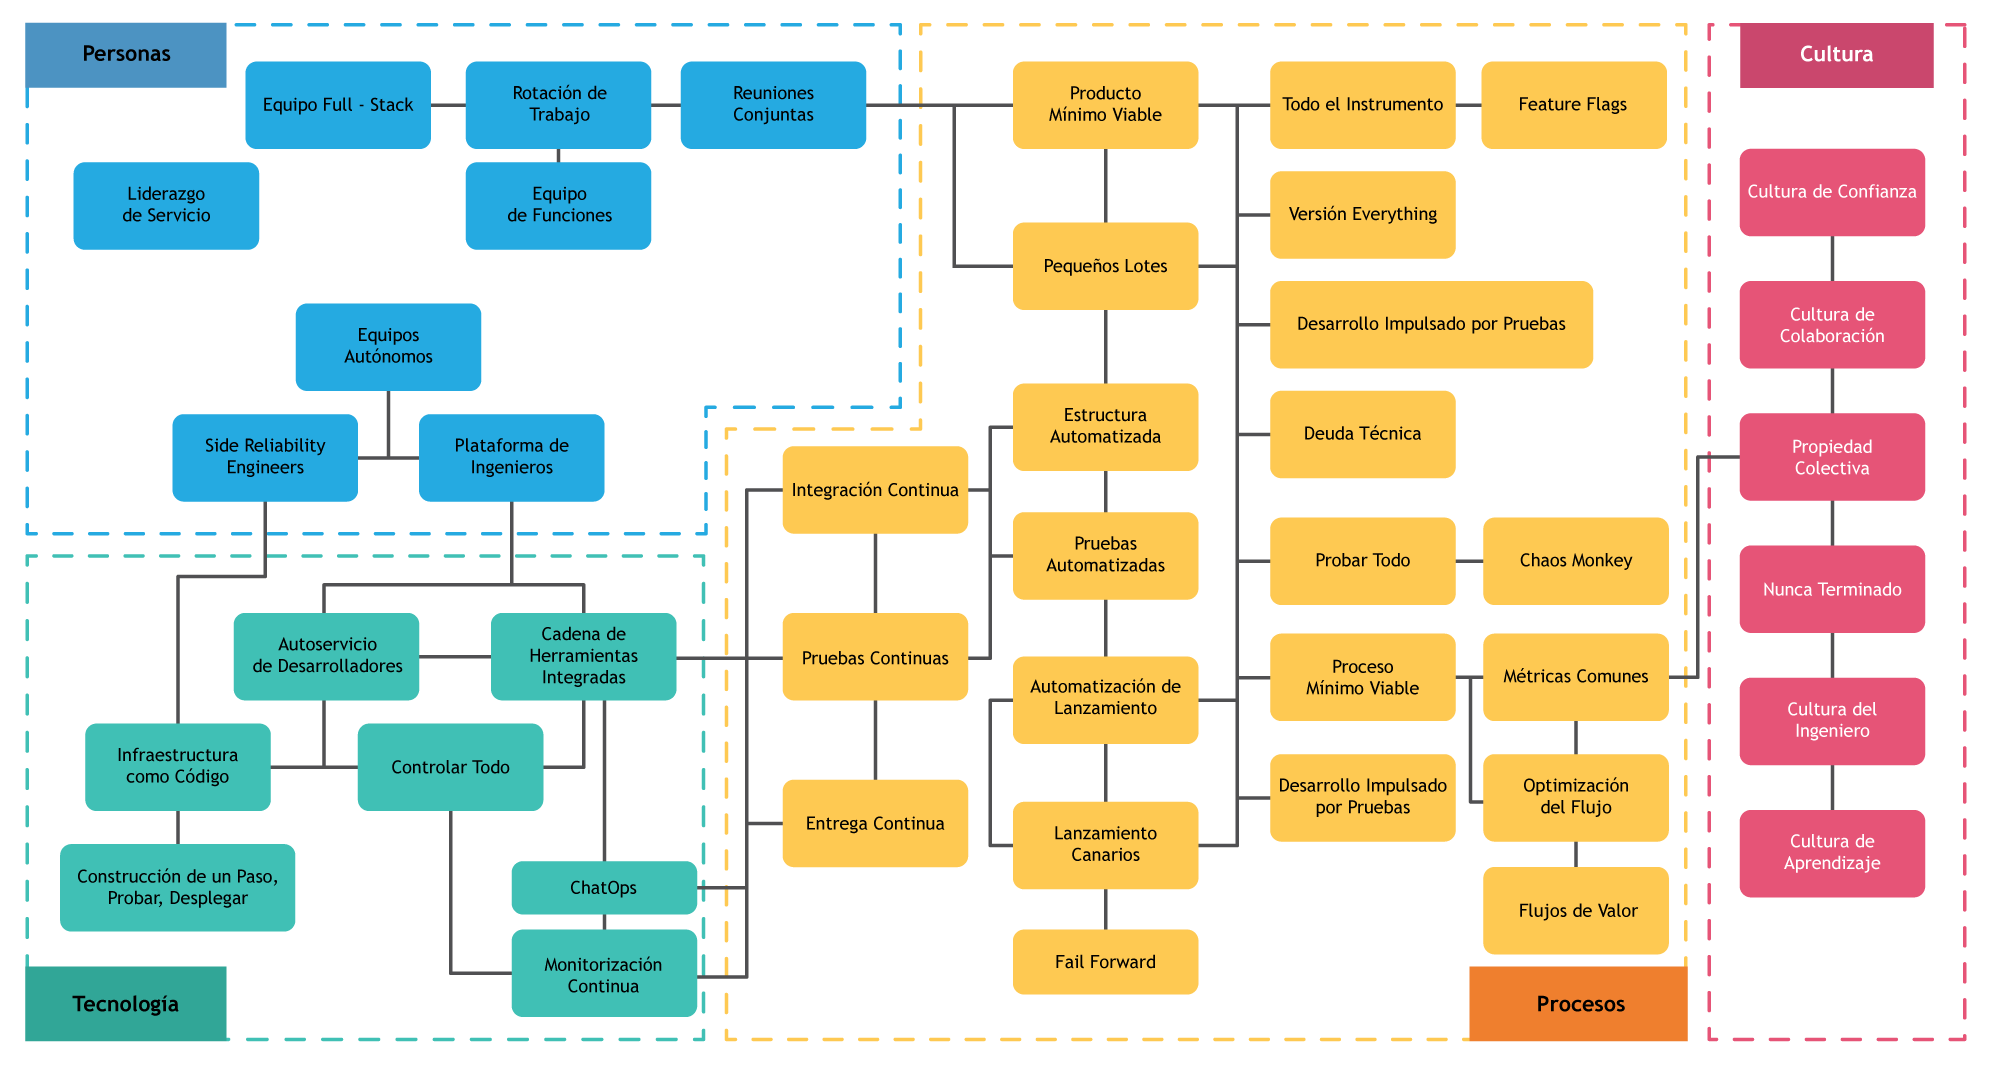 Personas
Equipo Full - Stack
Rotación de
Trabajo
Reuniones
Conjuntas
Liderazgo
de Servicio
Equipo
de Funciones
Equipos
Autónomos
Side Reliability
Engineers
Plataforma de
Ingenieros
Autoservicio
de Desarrolladores
Cadena de
Herramientas
Integradas
Infraestructura
como Código
Controlar Todo
Construcción de un Paso,
Probar, Desplegar
ChatOps
Monitorización
Continua
Tecnología
Producto
Mínimo Viable
Todo el Instrumento
Feature Flags
Versión Everything
Pequeños Lotes
Desarrollo Impulsado por Pruebas
Estructura
Automatizada
Deuda Técnica
Integración Continua
Pruebas
Automatizadas
Probar Todo
Chaos Monkey
Pruebas Continuas
Automatización de
Lanzamiento
Proceso
Mínimo Viable
Métricas Comunes
Entrega Continua
Lanzamiento
Canarios
Desarrollo Impulsado
por Pruebas
Optimización
del Flujo
Flujos de Valor
Fail Forward
Procesos
Cultura
Cultura de Confianza
Cultura de
Colaboración
Propiedad
Colectiva
Nunca Terminado
Cultura del
Ingeniero
Cultura de
Aprendizaje